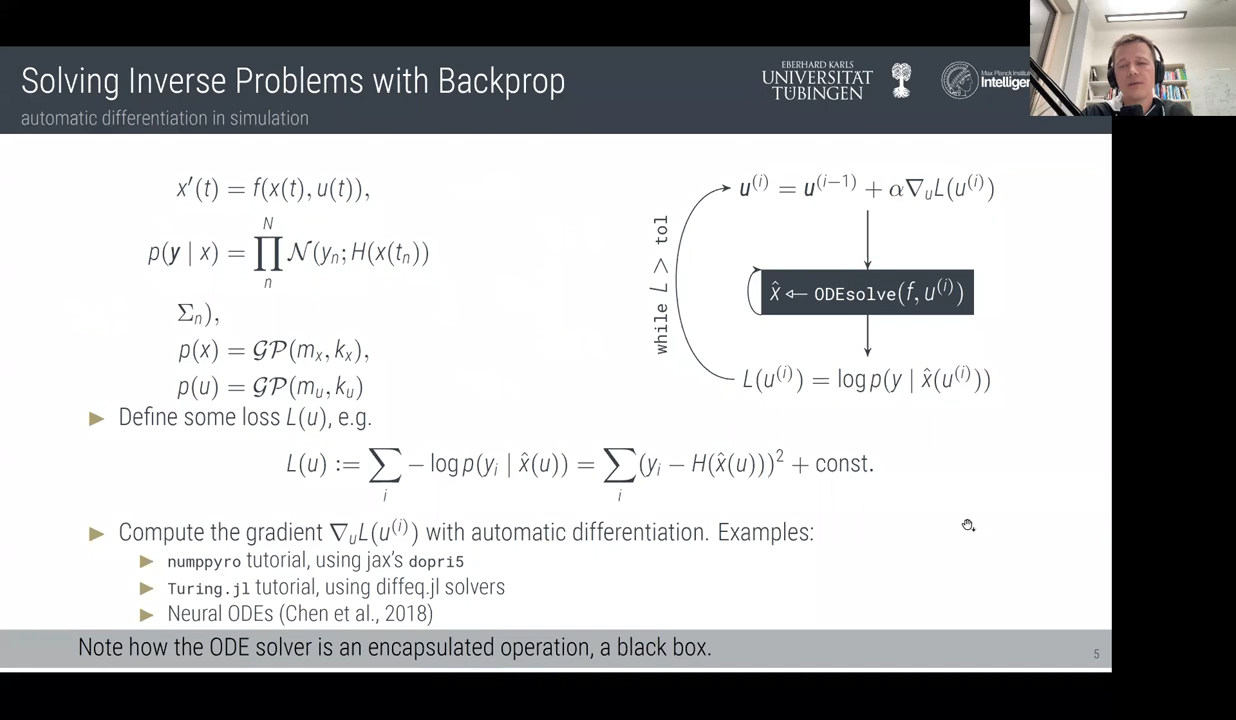 Solving Inverse Problems with Backprop
automatic differentiation in simulation
EBERHARD KARLS
UNIVERSITÄT
TÜBINGEN
Max Planck Institu
Intelligen
x′(t) = f(x(t), u(t)),
p(y | x) = ∏_n^N 𝒩(y_n; H(x(t_n))
Σ_n),
p(x) = 𝒢𝒫(m_x, k_x),
p(u) = 𝒢𝒫(m_u, k_u)
while L > tol
u^(i) = u^(i−1) + α∇_u L(u^(i))
x̂ ⊲− ODEsolve(f, u^(i))
L(u^(i)) = log p(y | x̂(u^(i)))
▶ Define some loss L(u), e.g.
L(u) := ∑_i − log p(y_i | x̂(u)) = ∑_i (y_i − H(x̂(u)))² + const.
▶ Compute the gradient ∇_u L(u^(i)) with automatic differentiation. Examples:
▶ numppyro tutorial, using jax's dopri5
▶ Turing.jl tutorial, using diffeq.jl solvers
▶ Neural ODEs (Chen et al., 2018)
Note how the ODE solver is an encapsulated operation, a black box.
5